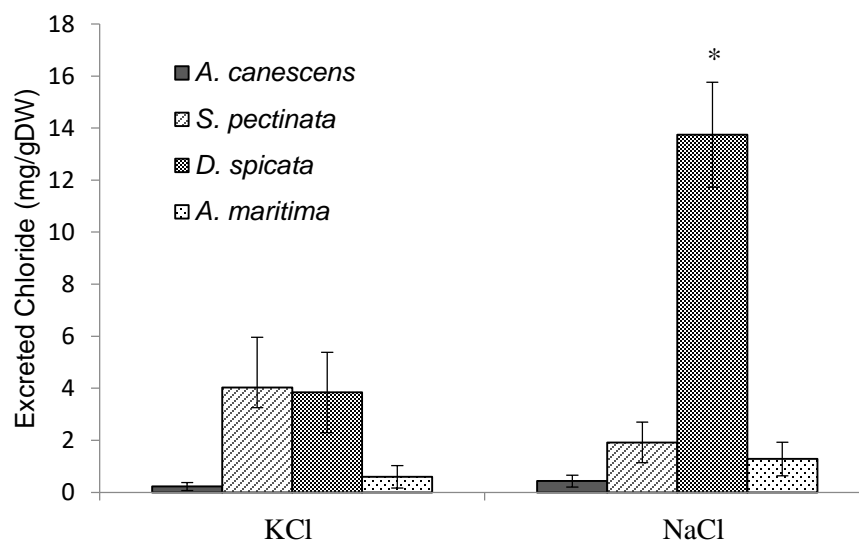 18
16
14
12
10
8
6
4
2
0
Excreted Chloride (mg/gDW)
A. canescens
S. pectinata
D. spicata
A. maritima
*
KCl
NaCl